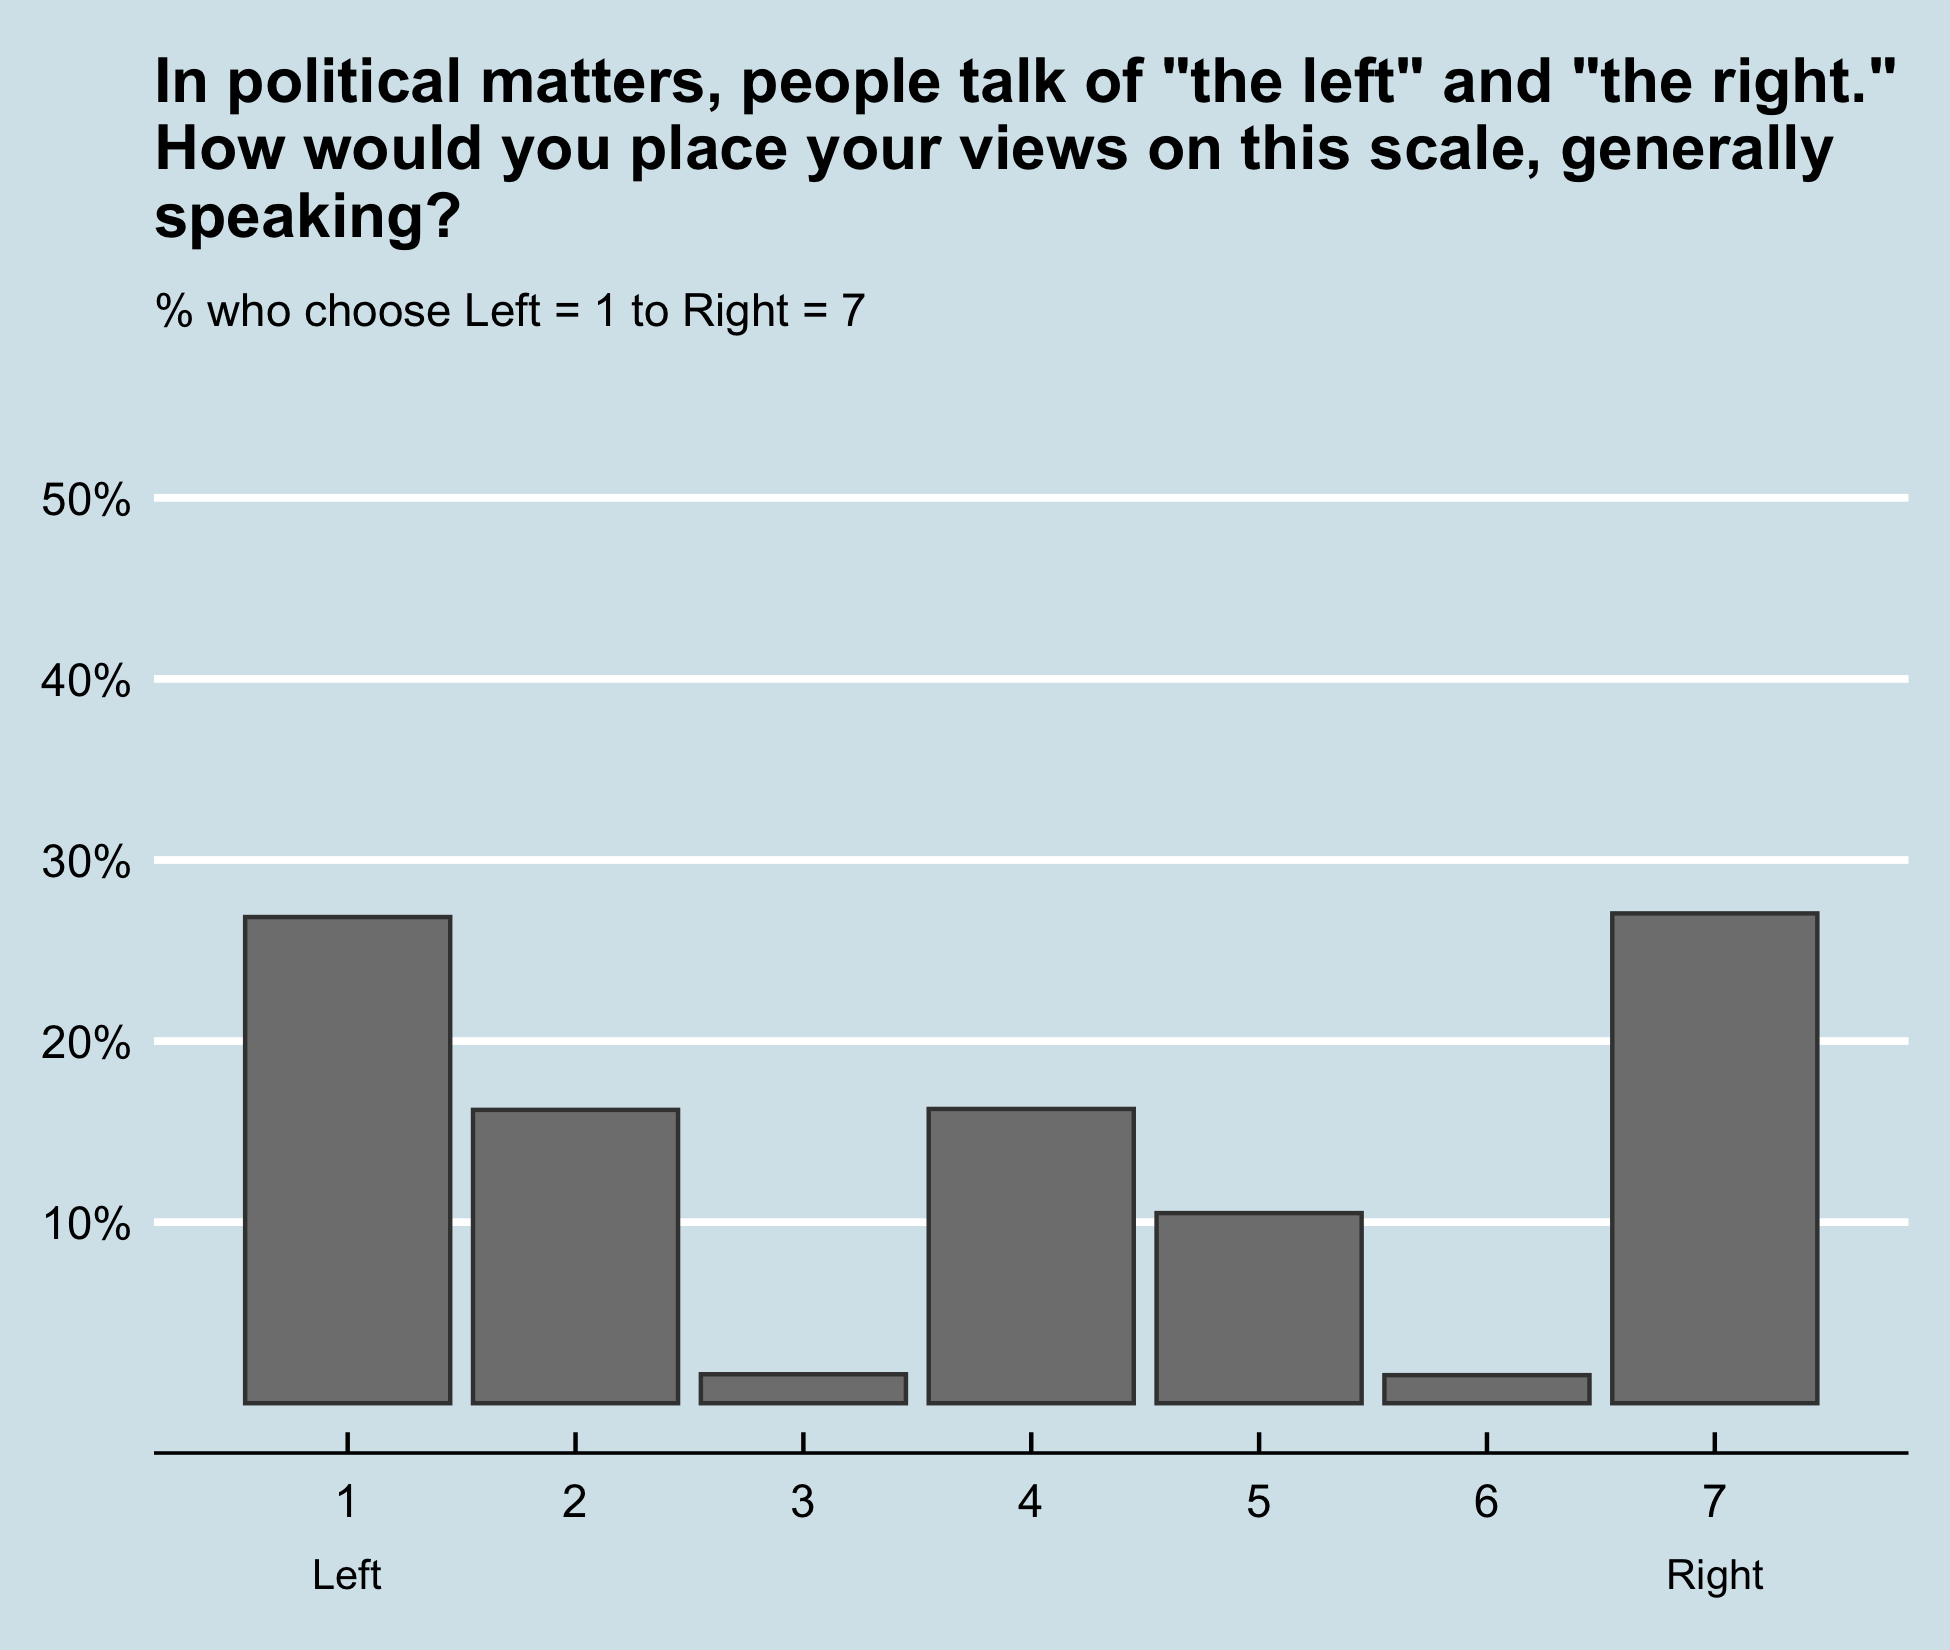 In political matters, people talk of "the left" and "the right."
How would you place your views on this scale, generally
speaking?
% who choose Left = 1 to Right = 7
50%
40%
30%
20%
10%
1 2 3 4 5 6 7
Left Right